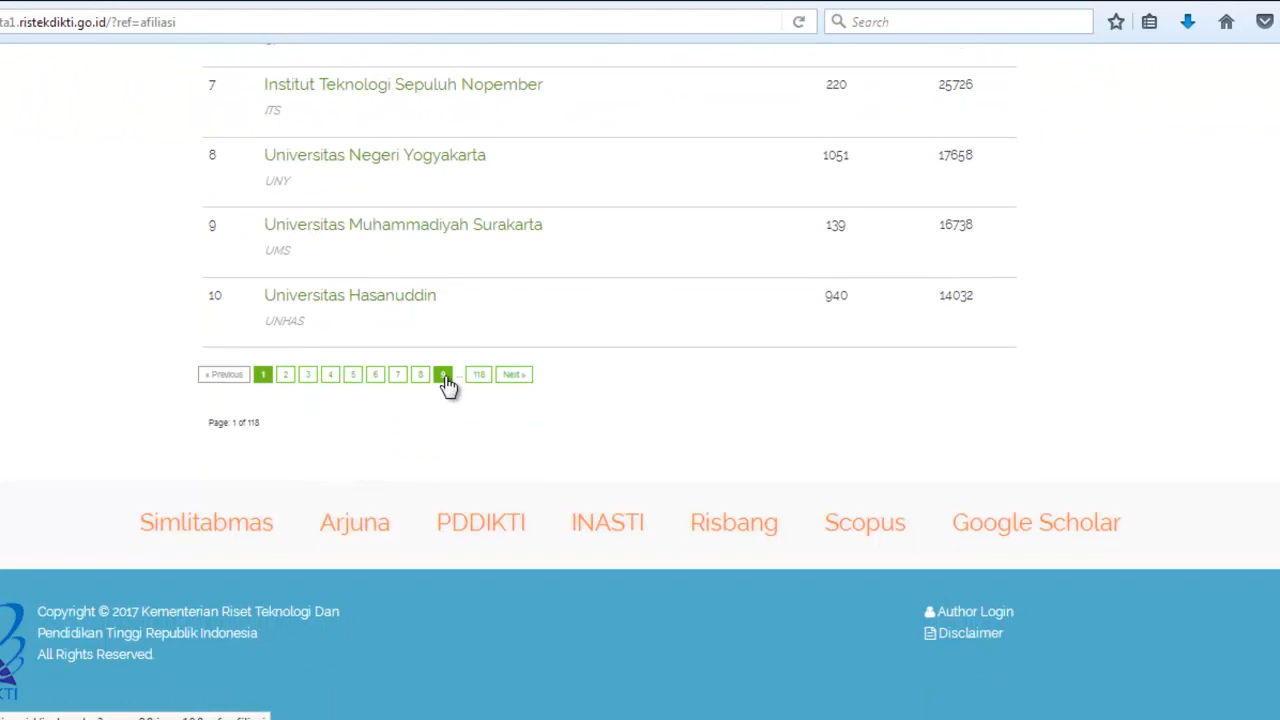 ta1.ristekdikti.go.id/?ref=afiliasi
Search
7 Institut Teknologi Sepuluh Nopember 220 25726
ITS
8 Universitas Negeri Yogyakarta 1051 17658
UNY
9 Universitas Muhammadiyah Surakarta 139 16738
UMS
10 Universitas Hasanuddin 940 14032
UNHAS
« Previous 1 2 3 4 5 6 7 8 9 ... 118 Next »
Page: 1 of 118
Simlitabmas Arjuna PDDIKTI INASTI Risbang Scopus Google Scholar
Copyright © 2017 Kementerian Riset Teknologi Dan
Pendidikan Tinggi Republik Indonesia
All Rights Reserved.
Author Login
Disclaimer
KTI